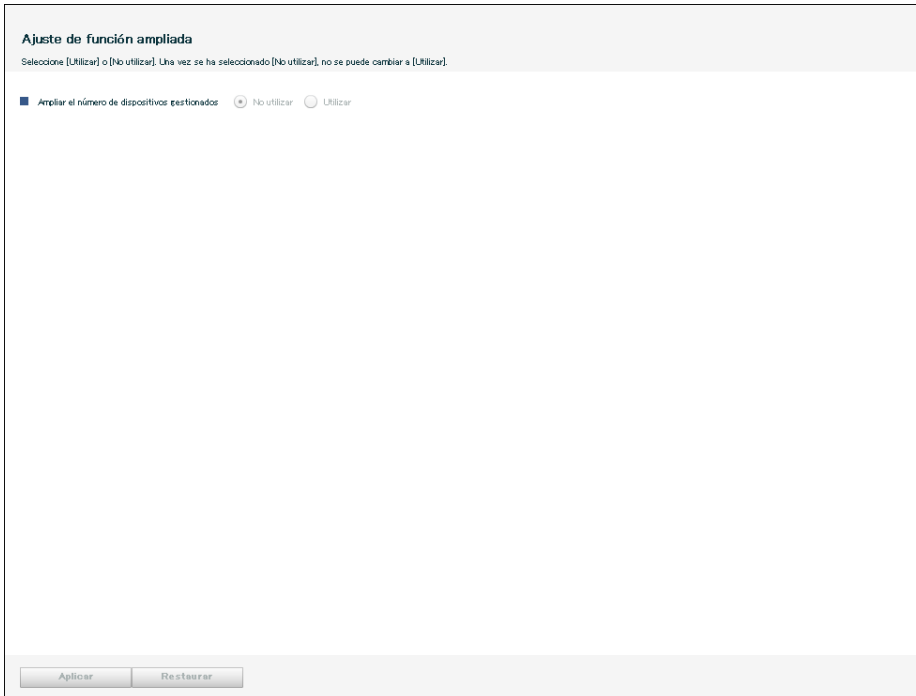 Ajuste de función ampliada
Seleccione [Utilizar] o [No utilizar]. Una vez se ha seleccionado [No utilizar], no se puede cambiar a [Utilizar].
Ampliar el número de dispositivos gestionados No utilizar Utilizar
Aplicar Restaurar